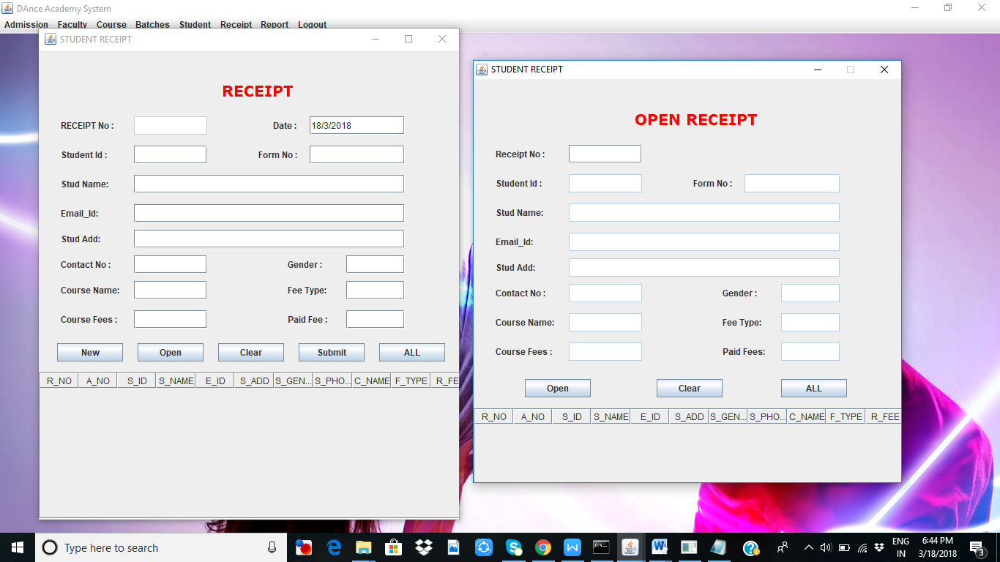 DAnce Academy System
Admission Faculty Course Batches Student Receipt Report Logout
STUDENT RECEIPT
RECEIPT
RECEIPT No :
Date : 18/3/2018
Student Id :
Form No :
Stud Name:
Email_Id:
Stud Add:
Contact No :
Gender :
Course Name:
Fee Type:
Course Fees :
Paid Fee :
New Open Clear Submit ALL
R_NO A_NO S_ID S_NAME E_ID S_ADD S_GEN... S_PHO... C_NAME F_TYPE R_FE
STUDENT RECEIPT
OPEN RECEIPT
Receipt No :
Student Id :
Form No :
Stud Name:
Email_Id:
Stud Add:
Contact No :
Gender :
Course Name:
Fee Type:
Course Fees :
Paid Fees:
Open Clear ALL
R_NO A_NO S_ID S_NAME E_ID S_ADD S_GEN... S_PHO... C_NAME F_TYPE R_FEE
Type here to search
ENG
IN
6:44 PM
3/18/2018
3